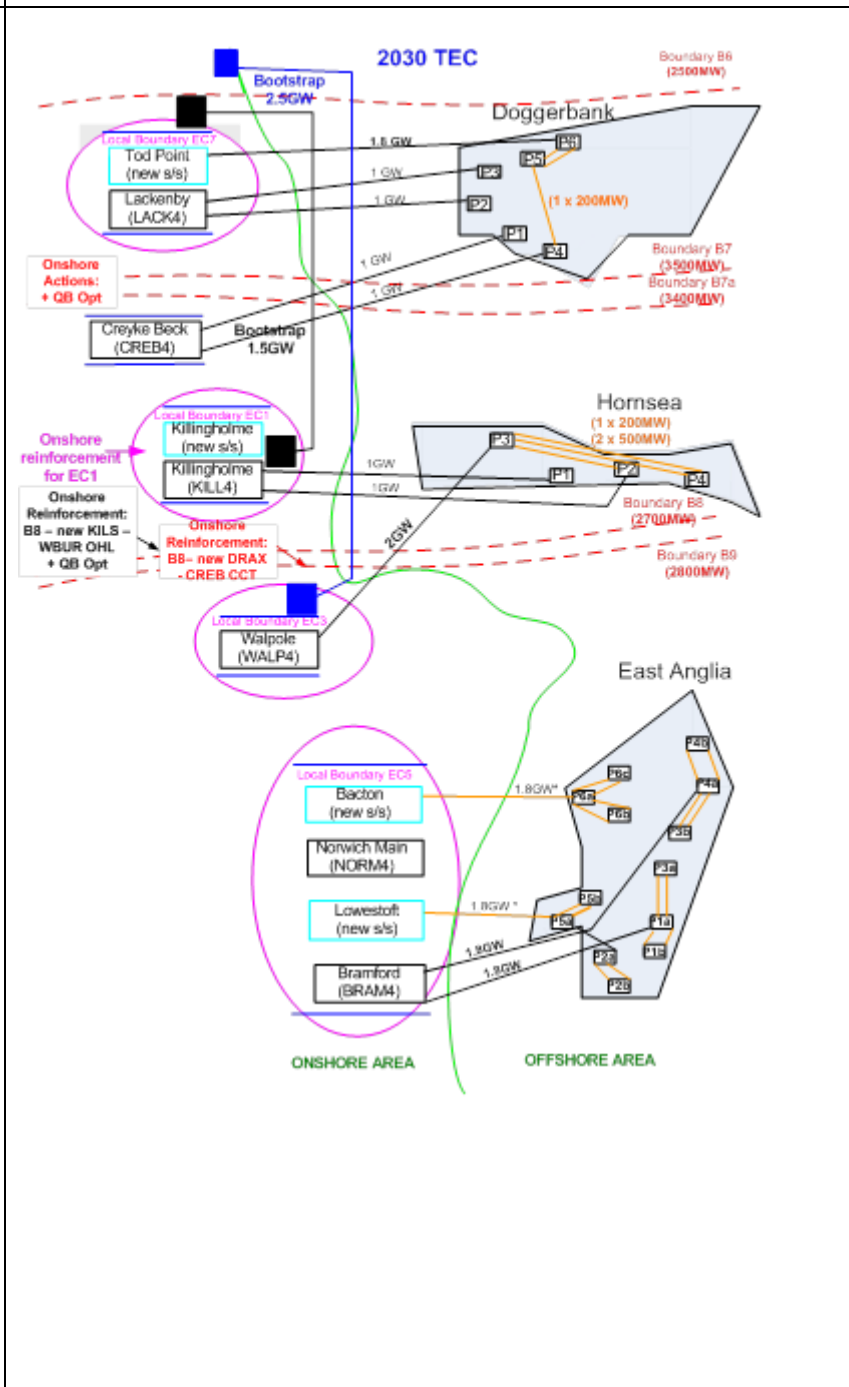 2030 TEC
Boundary B6
(2500MW)
Bootstrap
2.5GW
Doggerbank
Local Boundary EC7
Tod Point
(new s/s)
Lackenby
(LACK4)
1 GW
1 GW
P6
P5
P3
P2
(1 x 200MW)
P1
P4
Onshore
Actions:
+ QB Opt
1 GW
1 GW
Boundary B7
(3500MW)
Boundary B7a
(3400MW)
Creyke Beck
(CREB4)
Bootstrap
1.5GW
Hornsea
(1 x 200MW)
(2 x 500MW)
Local Boundary EC1
Killingholme
(new s/s)
Killingholme
(KILL4)
Onshore
reinforcement
for EC1
P3
P1
P2
P4
1GW
1GW
2GW
Onshore
Reinforcement:
B8 – new KILS –
WBUR OHL
+ QB Opt
Onshore
Reinforcement:
B8– new DRAX
- CREB CCT
Boundary B8
(2700MW)
Boundary B9
(2800MW)
Local Boundary EC3
Walpole
(WALP4)
East Anglia
Bacton
(new s/s)
1.8GW*
Norwich Main
(NORM4)
Lowestoft
(new s/s)
1.8GW *
Bramford
(BRAM4)
1.8GW
1.8GW
P4b
P4a
P6c
P6a
P6b
P3b
P3a
P5b
P5a
P1a
P2a
P2b
ONSHORE AREA
OFFSHORE AREA